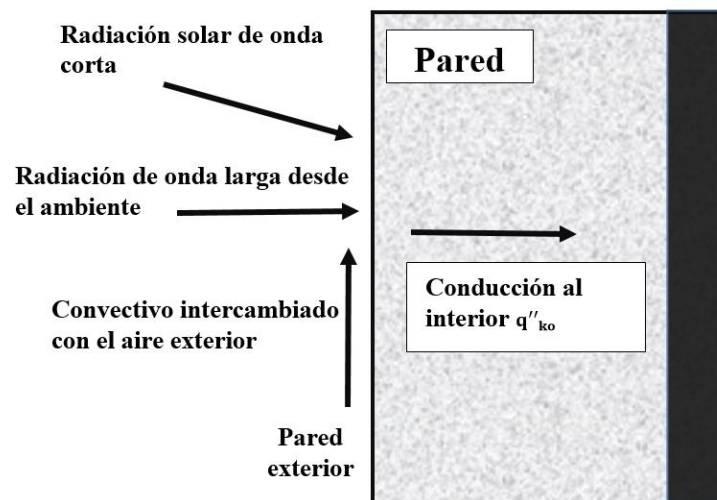 Radiación solar de onda
corta
Pared
Radiación de onda larga desde
el ambiente
Convectivo intercambiado
con el aire exterior
Conducción al
interior q″ko
Pared
exterior